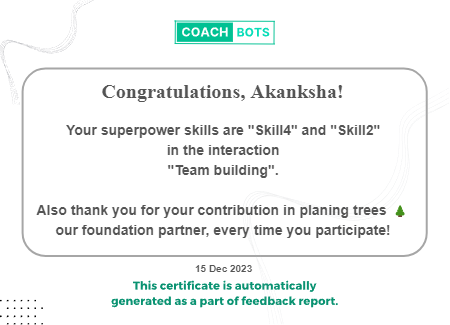 COACH BOTS
Congratulations, Akanksha!
Your superpower skills are "Skill4" and "Skill2"
in the interaction
"Team building".
Also thank you for your contribution in planing trees 🌲
our foundation partner, every time you participate!
15 Dec 2023
This certificate is automatically
generated as a part of feedback report.